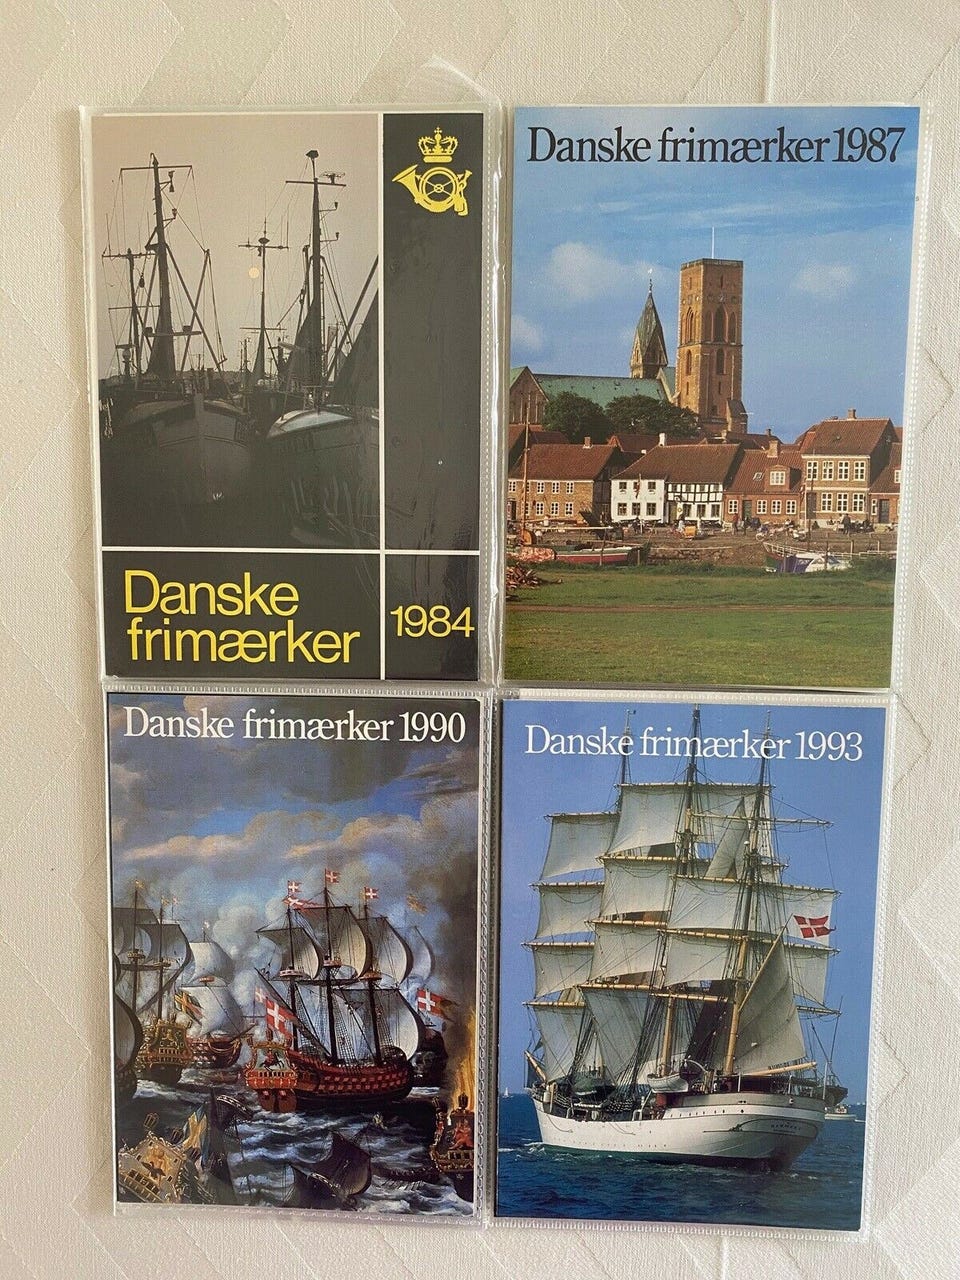 Danske
frimærker
1984
Danske frimærker 1987
Danske frimærker 1990
Danske frimærker 1993